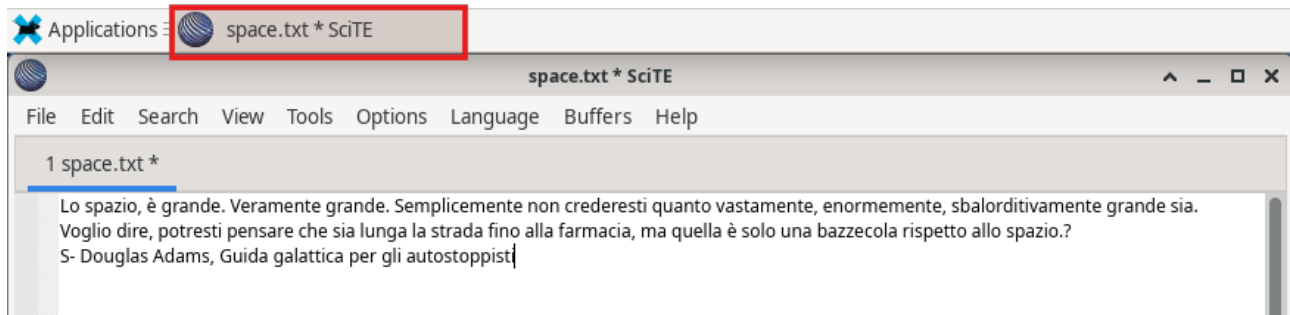 Applications
space.txt * SciTE
space.txt * SciTE
File Edit Search View Tools Options Language Buffers Help
1 space.txt *
Lo spazio, è grande. Veramente grande. Semplicemente non crederesti quanto vastamente, enormemente, sbalorditivamente grande sia.
Voglio dire, potresti pensare che sia lunga la strada fino alla farmacia, ma quella è solo una bazzecola rispetto allo spazio.?
S- Douglas Adams, Guida galattica per gli autostoppisti